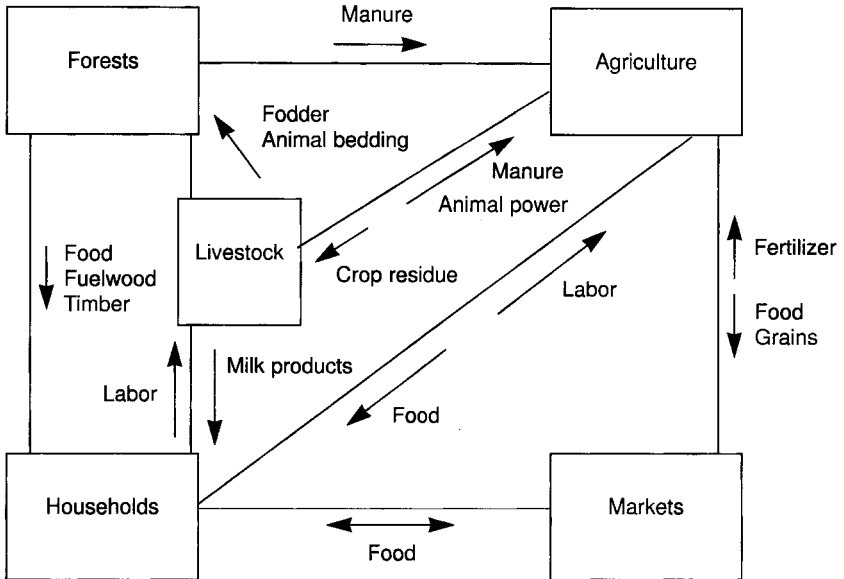 Manure
Forests
Agriculture
Fodder
Animal bedding
Manure
Animal power
Livestock
Crop residue
Food
Fuelwood
Timber
Fertilizer
Labor
Food
Grains
Milk products
Labor
Food
Households
Markets
Food